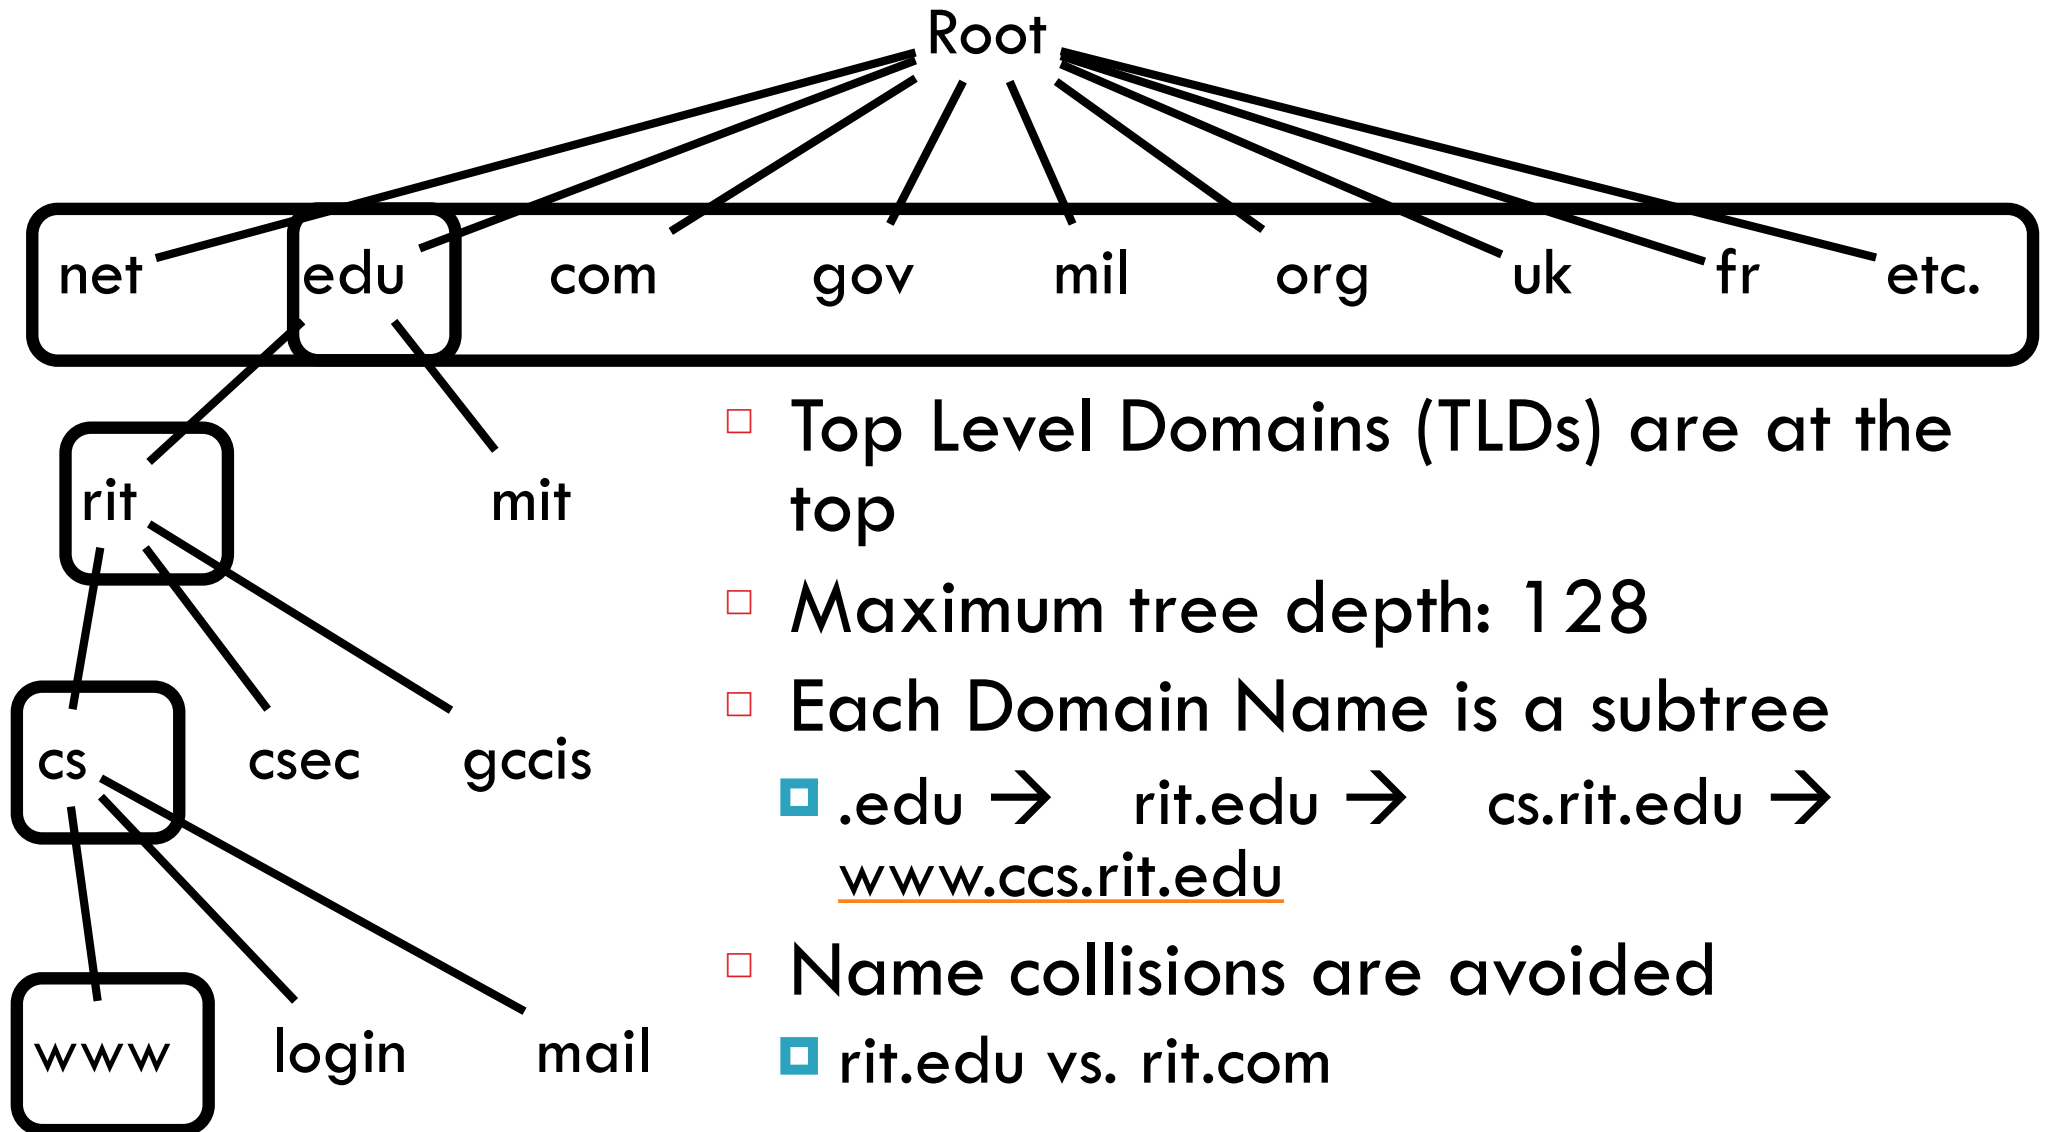 Root
net edu com gov mil org uk fr etc.
rit mit
cs csec gccis
www login mail
Top Level Domains (TLDs) are at the
top
Maximum tree depth: 128
Each Domain Name is a subtree
.edu → rit.edu → cs.rit.edu →
www.ccs.rit.edu
Name collisions are avoided
rit.edu vs. rit.com